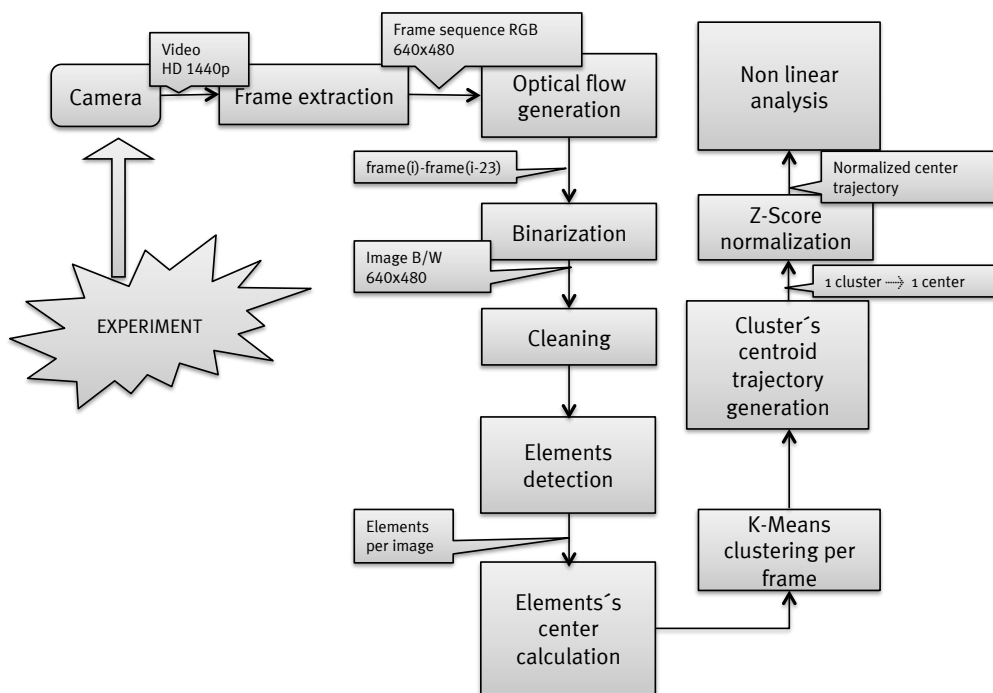 Video
HD 1440p
Frame sequence RGB
640x480
Camera
Frame extraction
Optical flow
generation
frame(i)-frame(i-23)
Binarization
Image B/W
640x480
EXPERIMENT
Cleaning
Elements
detection
Elements
per image
Elements´s
center
calculation
K-Means
clustering per
frame
Cluster´s
centroid
trajectory
generation
1 cluster ····> 1 center
Z-Score
normalization
Normalized center
trajectory
Non linear
analysis